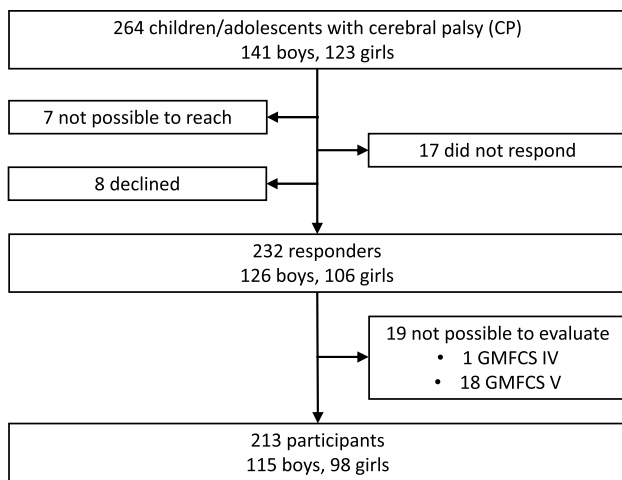 264 children/adolescents with cerebral palsy (CP)
141 boys, 123 girls
7 not possible to reach
17 did not respond
8 declined
232 responders
126 boys, 106 girls
19 not possible to evaluate
• 1 GMFCS IV
• 18 GMFCS V
213 participants
115 boys, 98 girls